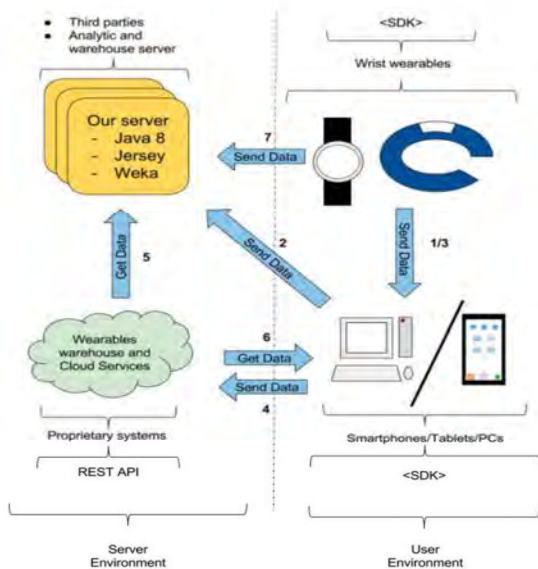 Third parties
Analytic and
warehouse server
<SDK>
Wrist wearables
Our server
- Java 8
- Jersey
- Weka
7
Send Data
5
Get Data
2
Send Data
1/3
Send Data
Wearables
warehouse and
Cloud Services
6
Get Data
Send Data
4
Proprietary systems
REST API
Smartphones/Tablets/PCs
<SDK>
Server
Environment
User
Environment